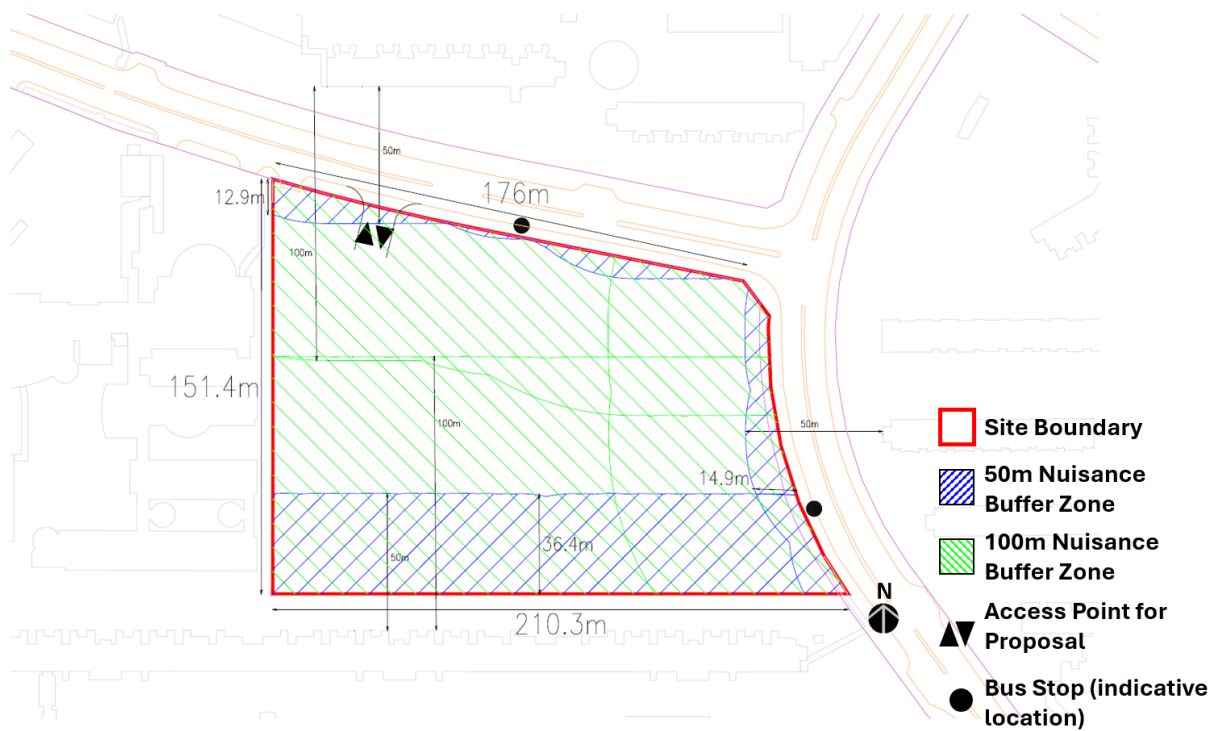 50m
12.9m
176m
100m
151.4m
100m
50m
14.9m
36.4m
50m
210.3m
N
Site Boundary
50m Nuisance
Buffer Zone
100m Nuisance
Buffer Zone
Access Point for
Proposal
Bus Stop (indicative
location)